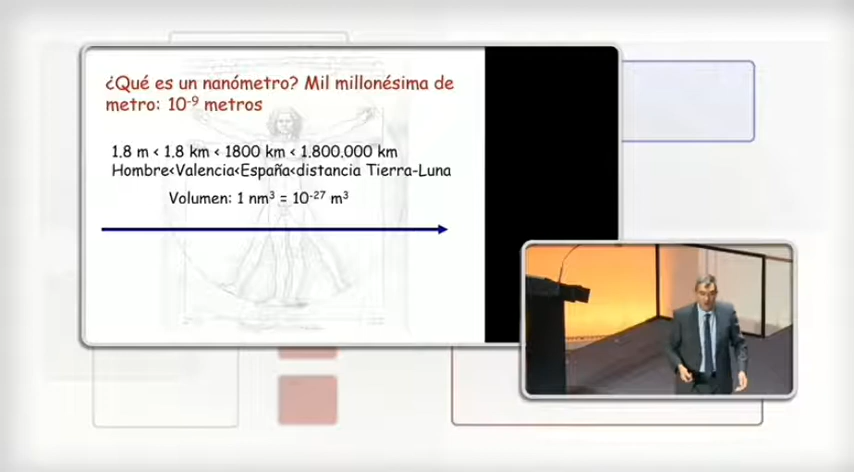 ¿Qué es un nanómetro? Mil millonésima de
metro: 10⁻⁹ metros
1.8 m < 1.8 km < 1800 km < 1.800.000 km
Hombre<Valencia<España<distancia Tierra-Luna
Volumen: 1 nm³ = 10⁻²⁷ m³